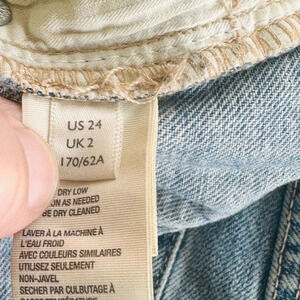 US 24
UK 2
170/62A
DRY LOW
ON AS NEEDED
BE DRY CLEANED
LAVER À LA MACHINE À
L'EAU FROID
AVEC COULEURS SIMILAIRES
UTILISEZ SEULEMENT
NON-JAVEL
SECHER PAR CULBUTAGE À